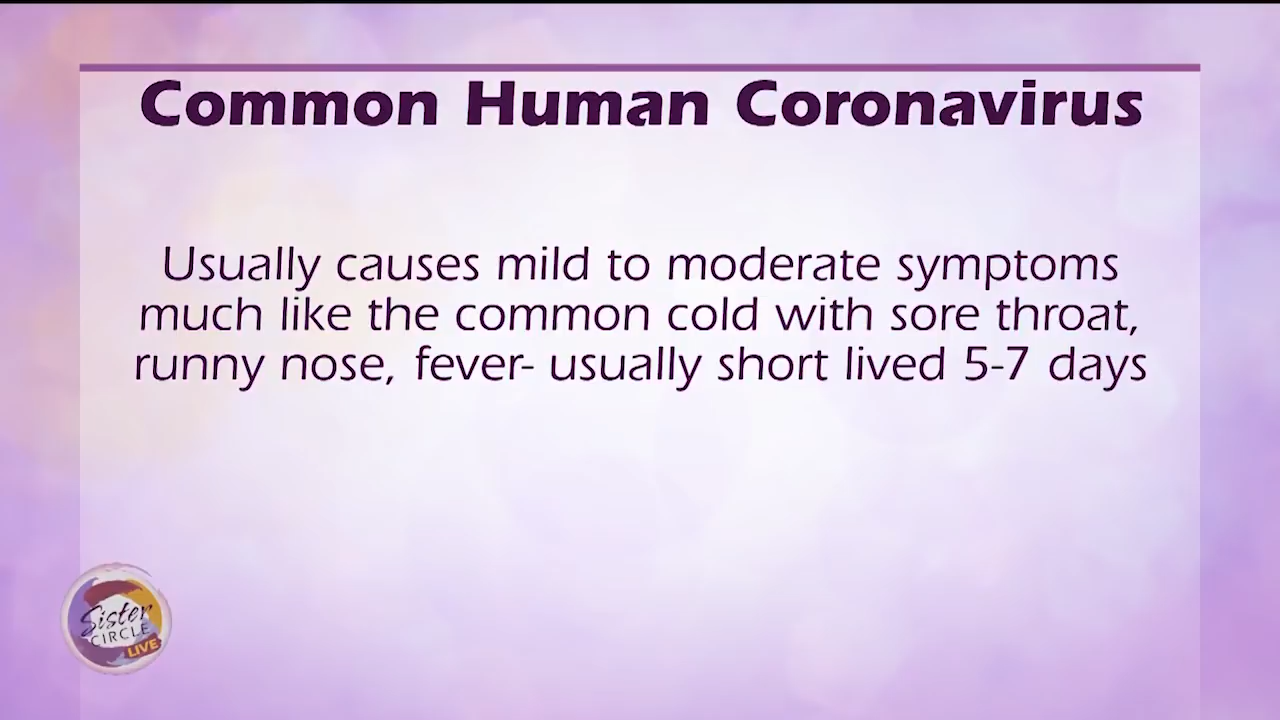 Common Human Coronavirus
Usually causes mild to moderate symptoms
much like the common cold with sore throat,
runny nose, fever- usually short lived 5-7 days
Sister
CIRCLE
LIVE